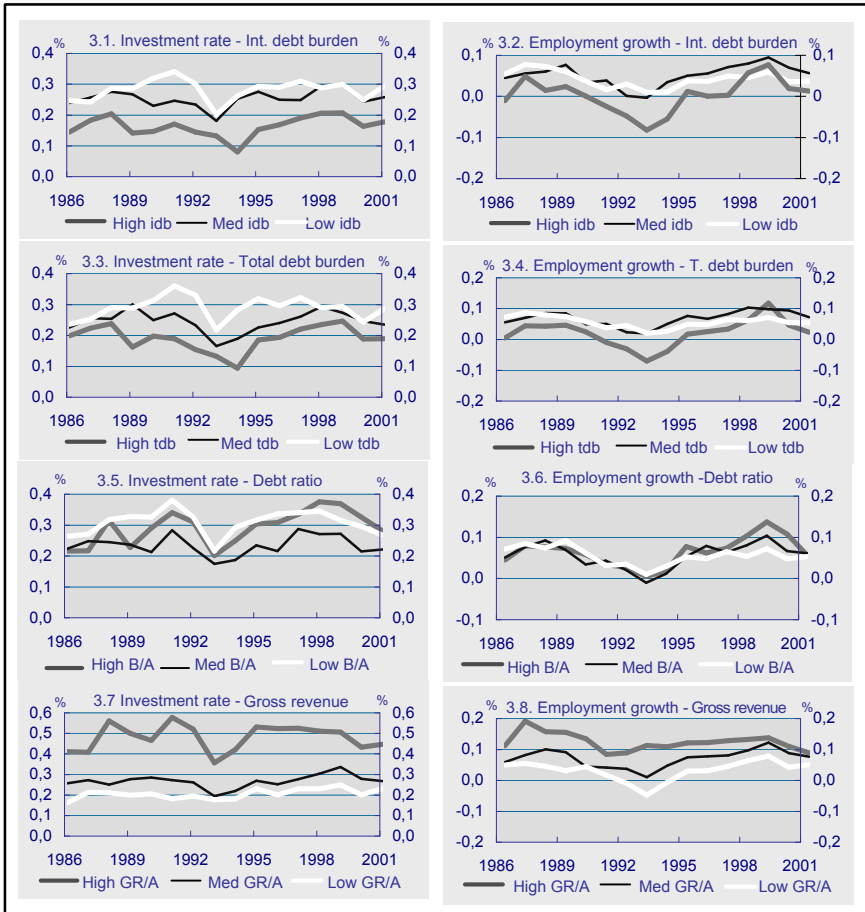 3.1. Investment rate - Int. debt burden
% %
0,4 0,4
0,3 0,3
0,2 0,2
0,1 0,1
0,0 0,0
1986 1989 1992 1995 1998 2001
High idb Med idb Low idb
3.2. Employment growth - Int. debt burden
% %
0,1 0,1
0,0 0,0
-0,1 -0,1
-0,2 -0,2
1986 1989 1992 1995 1998 2001
High idb Med idb Low idb
3.3. Investment rate - Total debt burden
% %
0,4 0,4
0,3 0,3
0,2 0,2
0,1 0,1
0,0 0,0
1986 1989 1992 1995 1998 2001
High tdb Med tdb Low tdb
3.4. Employment growth - T. debt burden
% %
0,2 0,2
0,1 0,1
0,0 0,0
-0,1 -0,1
-0,2 -0,2
1986 1989 1992 1995 1998 2001
High tdb Med tdb Low tdb
3.5. Investment rate - Debt ratio
% %
0,4 0,4
0,3 0,3
0,2 0,2
0,1 0,1
0,0 0,0
1986 1989 1992 1995 1998 2001
High B/A Med B/A Low B/A
3.6. Employment growth -Debt ratio
% %
0,2 0,2
0,1 0,1
0,0 0,0
-0,1 -0,1
1986 1989 1992 1995 1998 2001
High B/A Med B/A Low B/A
3.7 Investment rate - Gross revenue
% %
0,6 0,6
0,5 0,5
0,4 0,4
0,3 0,3
0,2 0,2
0,1 0,1
0,0 0,0
1986 1989 1992 1995 1998 2001
High GR/A Med GR/A Low GR/A
3.8. Employment growth - Gross revenue
% %
0,2 0,2
0,1 0,1
0,0 0,0
-0,1 -0,1
-0,2 -0,2
1986 1989 1992 1995 1998 2001
High GR/A Med GR/A Low GR/A